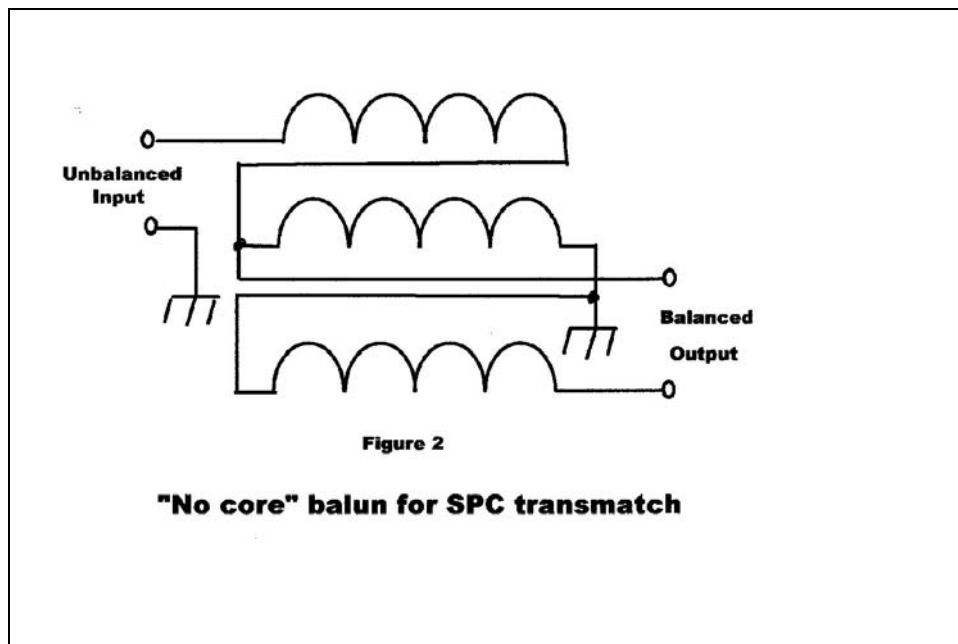 Unbalanced
Input
Balanced
Output
Figure 2
"No core" balun for SPC transmatch